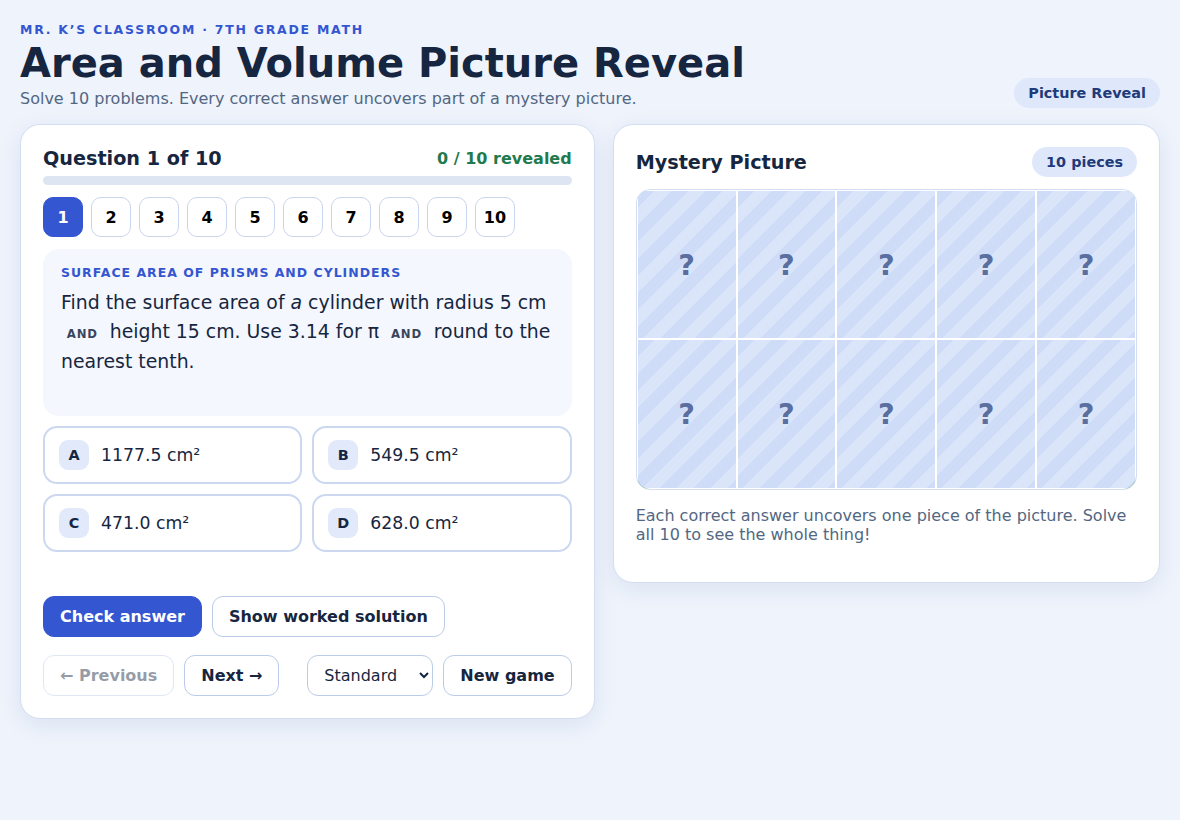 MR. K’S CLASSROOM · 7TH GRADE MATH
Area and Volume Picture Reveal
Solve 10 problems. Every correct answer uncovers part of a mystery picture.
Picture Reveal
Question 1 of 10
0 / 10 revealed
1 2 3 4 5 6 7 8 9 10
SURFACE AREA OF PRISMS AND CYLINDERS
Find the surface area of a cylinder with radius 5 cm
AND height 15 cm. Use 3.14 for π AND round to the
nearest tenth.
A 1177.5 cm²
B 549.5 cm²
C 471.0 cm²
D 628.0 cm²
Check answer
Show worked solution
← Previous
Next →
Standard
New game
Mystery Picture
10 pieces
? ? ? ? ?
? ? ? ? ?
Each correct answer uncovers one piece of the picture. Solve
all 10 to see the whole thing!